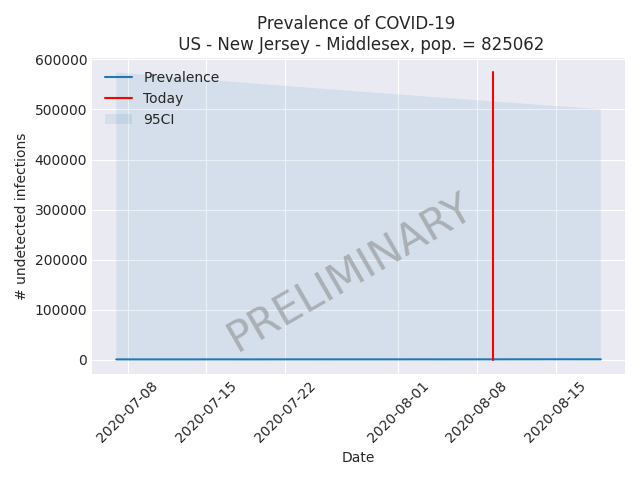 Prevalence of COVID-19
US - New Jersey - Middlesex, pop. = 825062
600000
500000
400000
300000
200000
100000
0
# undetected infections
Prevalence
Today
95CI
PRELIMINARY
2020-07-08
2020-07-15
2020-07-22
2020-08-01
2020-08-08
2020-08-15
Date